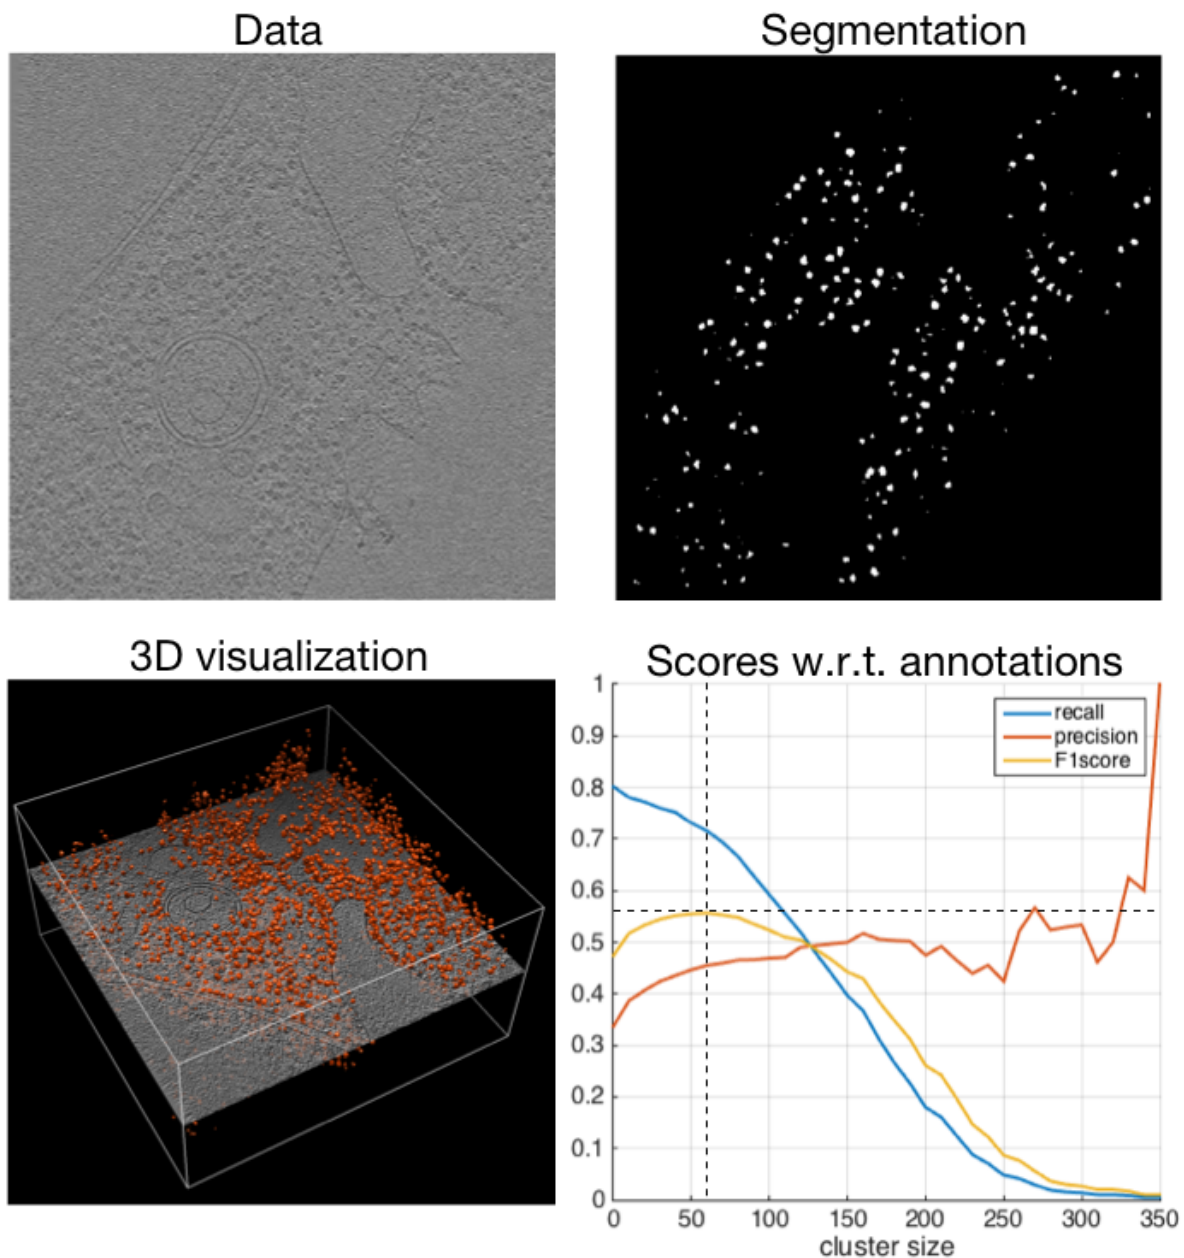 Data
Segmentation
3D visualization
Scores w.r.t. annotations
1
0.9
0.8
0.7
0.6
0.5
0.4
0.3
0.2
0.1
0
recall
precision
F1score
0 50 100 150 200 250 300 350
cluster size